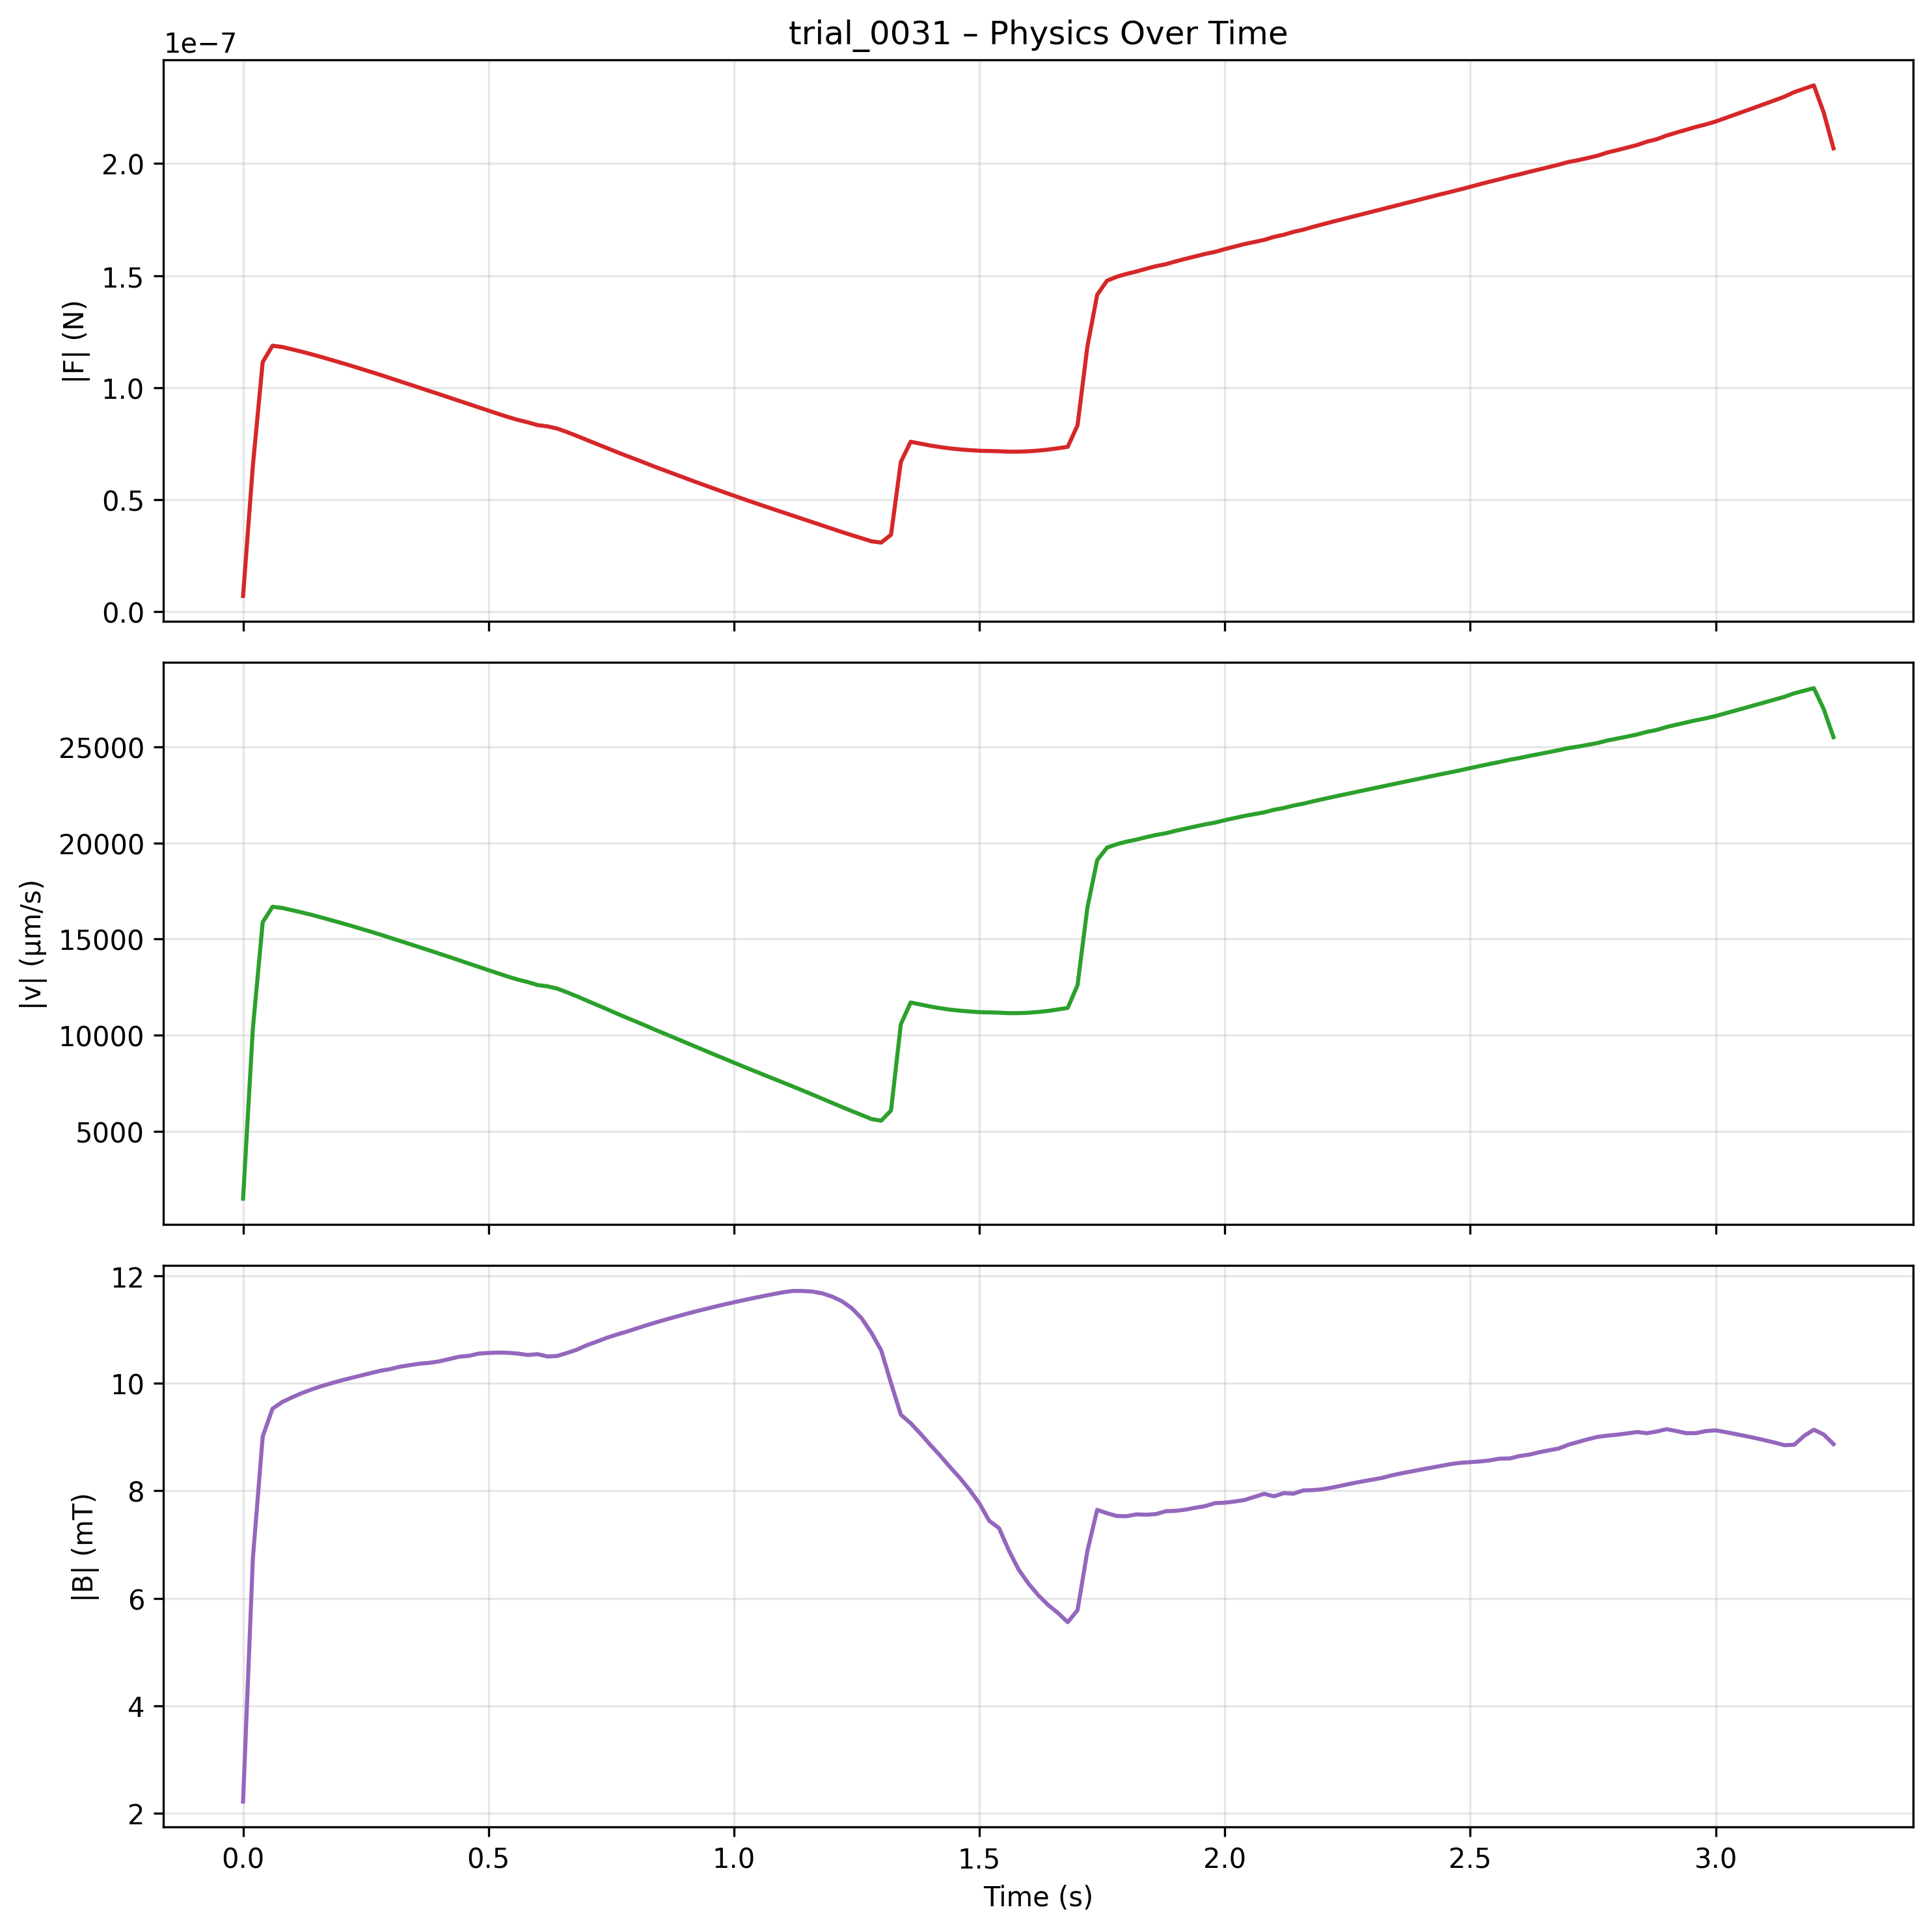 trial_0031 – Physics Over Time
1e−7
|F| (N)
2.0
1.5
1.0
0.5
0.0
|v| (µm/s)
25000
20000
15000
10000
5000
|B| (mT)
12
10
8
6
4
2
0.0 0.5 1.0 1.5 2.0 2.5 3.0
Time (s)